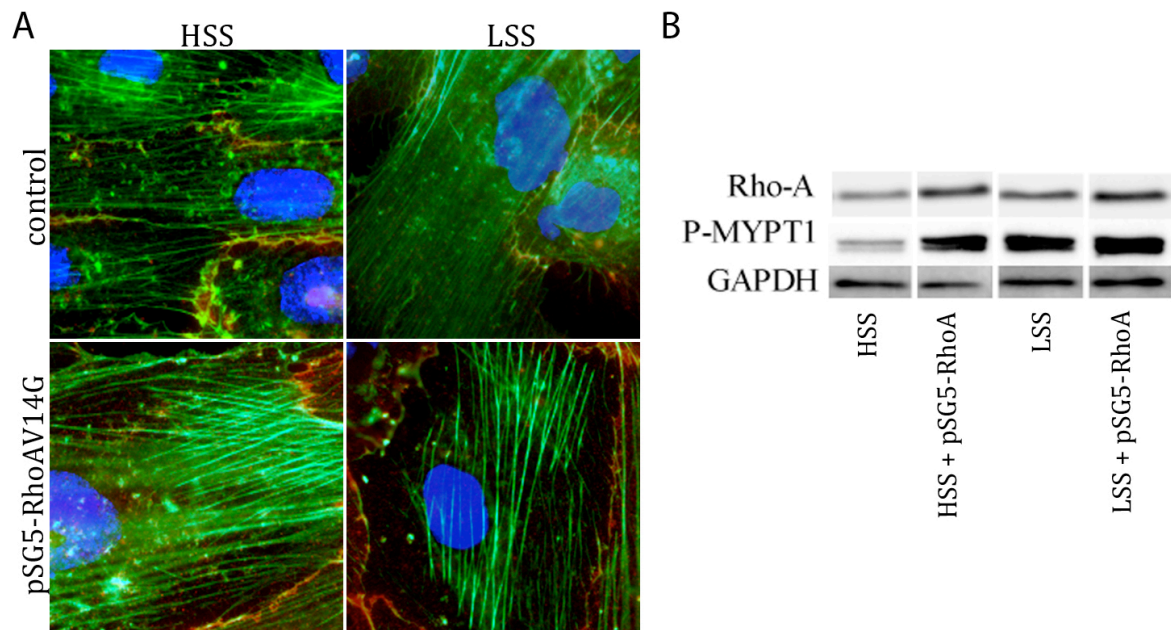 A
HSS
LSS
control
pSG5-RhoAV14G
B
Rho-A
P-MYPT1
GAPDH
HSS
HSS + pSG5-RhoA
LSS
LSS + pSG5-RhoA